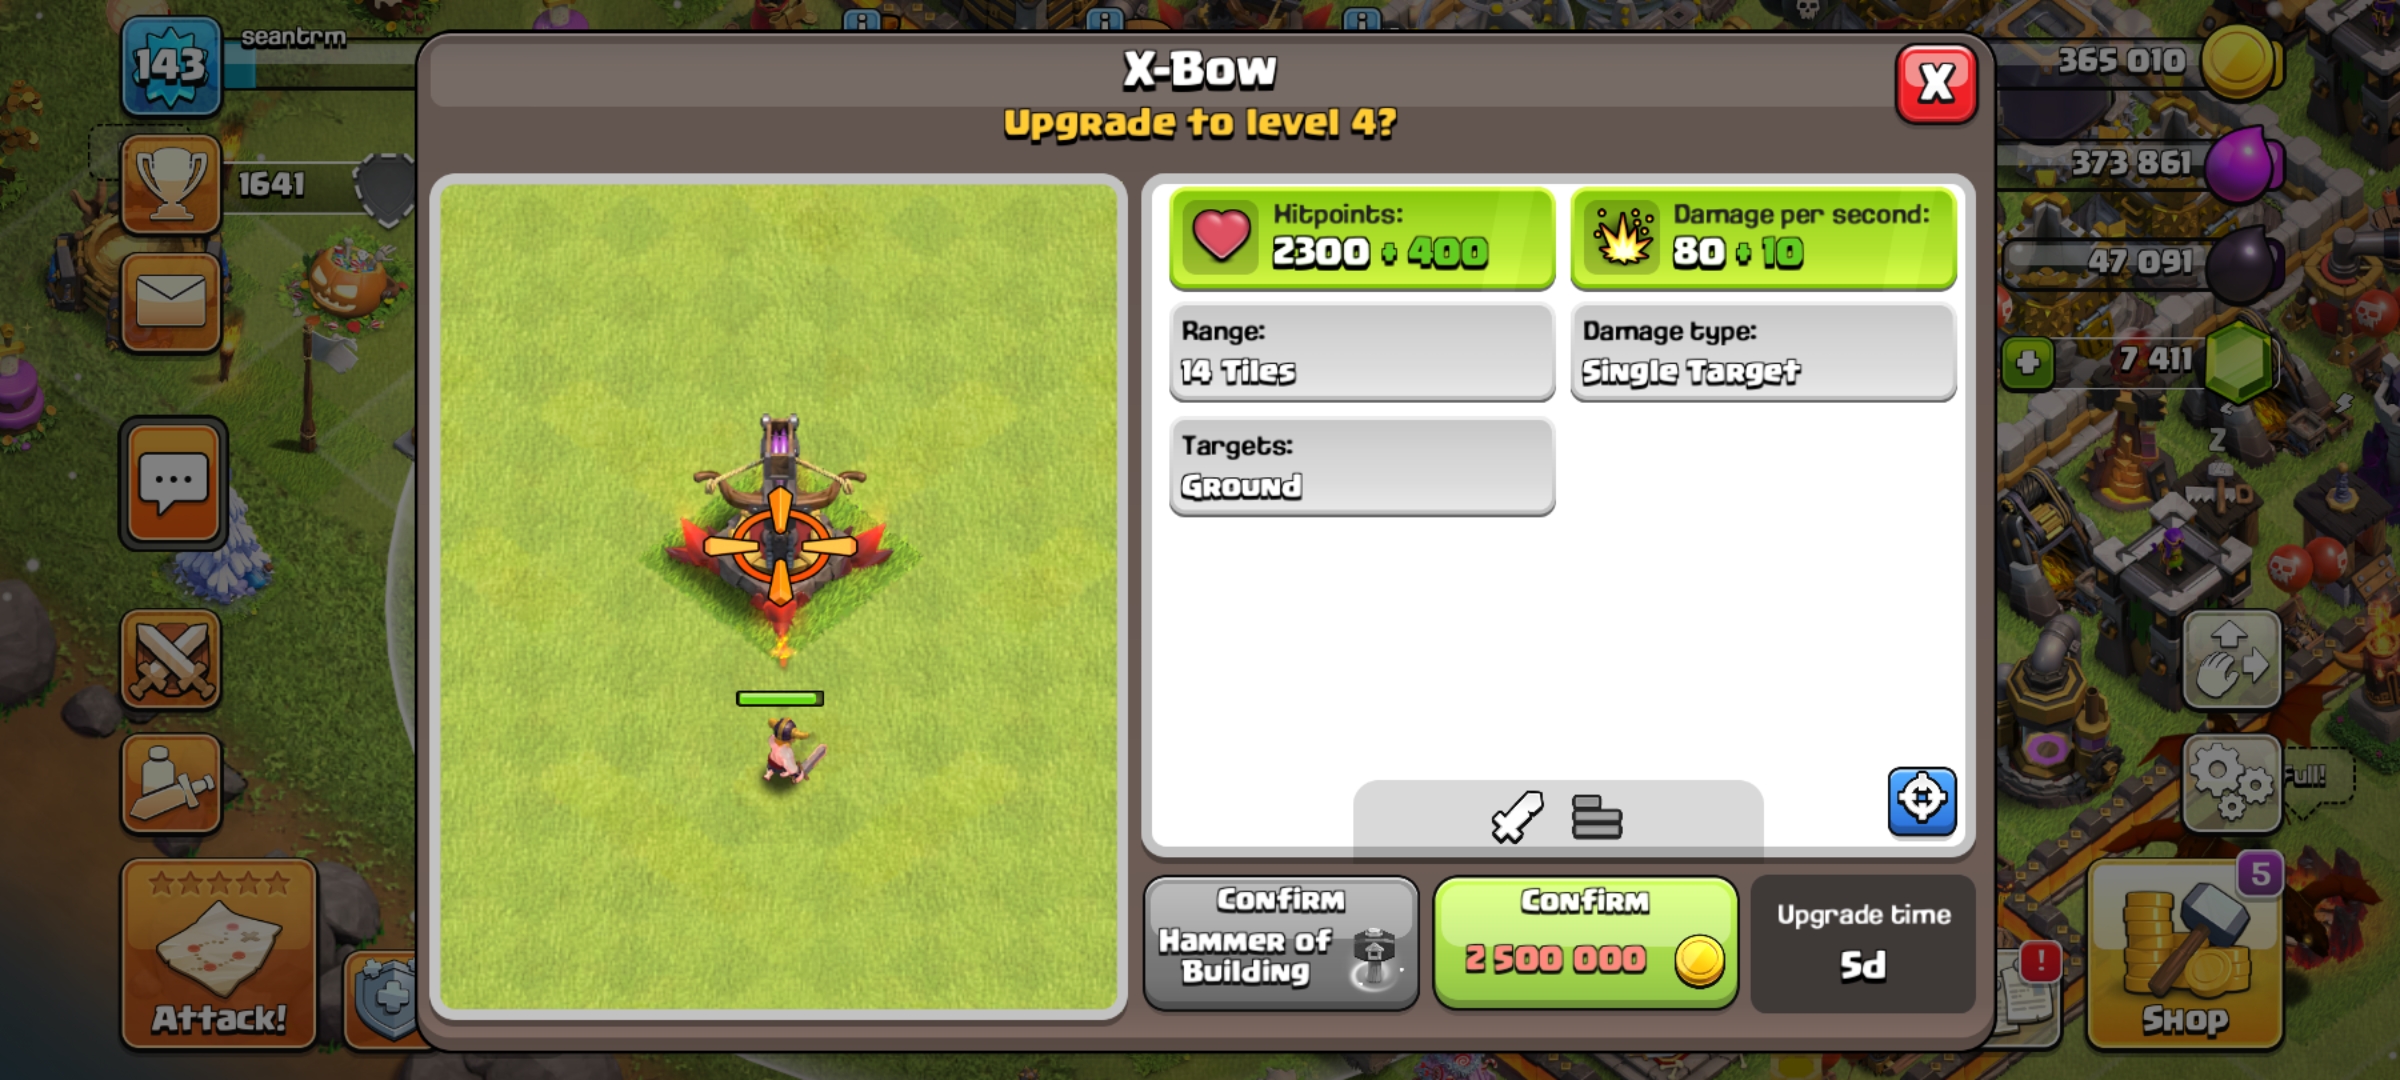 143
seantrm
1641
X-Bow
Upgrade to level 4?
X
365 010
373 861
47 091
7 411
Hitpoints:
2300 + 400
Damage per second:
80 + 10
Range:
14 Tiles
Damage type:
Single Target
Targets:
Ground
Z
Full!
Confirm
Hammer of
Building
Confirm
2 500 000
Upgrade time
5d
Attack!
!
5
Shop